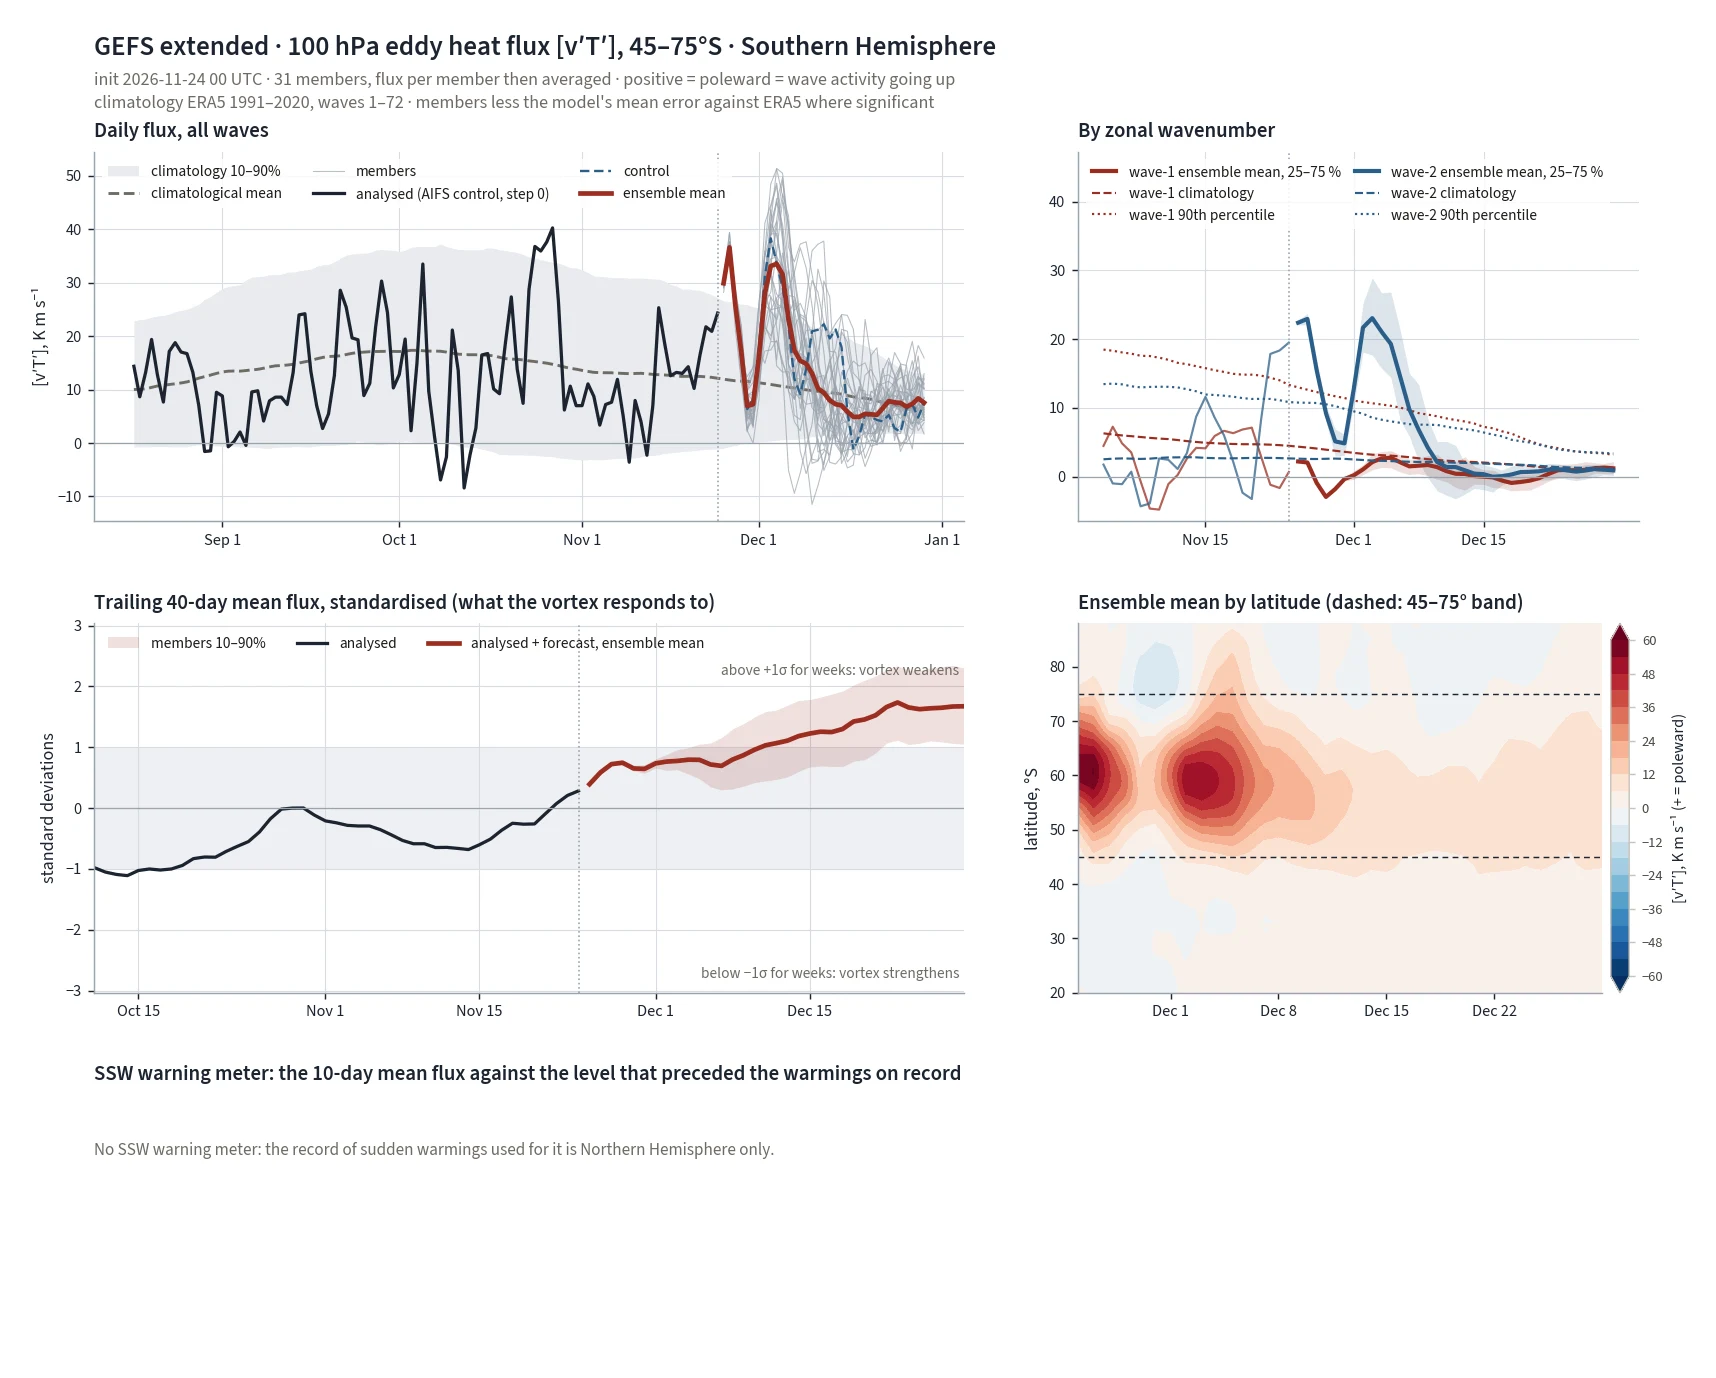 GEFS extended · 100 hPa eddy heat flux [v′T′], 45–75°S · Southern Hemisphere
init 2026-11-24 00 UTC · 31 members, flux per member then averaged · positive = poleward = wave activity going up
climatology ERA5 1991–2020, waves 1–72 · members less the model's mean error against ERA5 where significant
Daily flux, all waves
climatology 10–90%
members
control
climatological mean
analysed (AIFS control, step 0)
ensemble mean
50
40
30
20
10
0
−10
[v′T′], K m s⁻¹
Sep 1
Oct 1
Nov 1
Dec 1
Jan 1
By zonal wavenumber
wave-1 ensemble mean, 25–75 %
wave-2 ensemble mean, 25–75 %
wave-1 climatology
wave-2 climatology
wave-1 90th percentile
wave-2 90th percentile
40
30
20
10
0
Nov 15
Dec 1
Dec 15
Trailing 40-day mean flux, standardised (what the vortex responds to)
members 10–90%
analysed
analysed + forecast, ensemble mean
above +1σ for weeks: vortex weakens
below −1σ for weeks: vortex strengthens
3
2
1
0
−1
−2
−3
standard deviations
Oct 15
Nov 1
Nov 15
Dec 1
Dec 15
Ensemble mean by latitude (dashed: 45–75° band)
80
70
60
50
40
30
20
latitude, °S
Dec 1
Dec 8
Dec 15
Dec 22
60
48
36
24
12
0
−12
−24
−36
−48
−60
[v′T′], K m s⁻¹ (+ = poleward)
SSW warning meter: the 10-day mean flux against the level that preceded the warmings on record
No SSW warning meter: the record of sudden warmings used for it is Northern Hemisphere only.